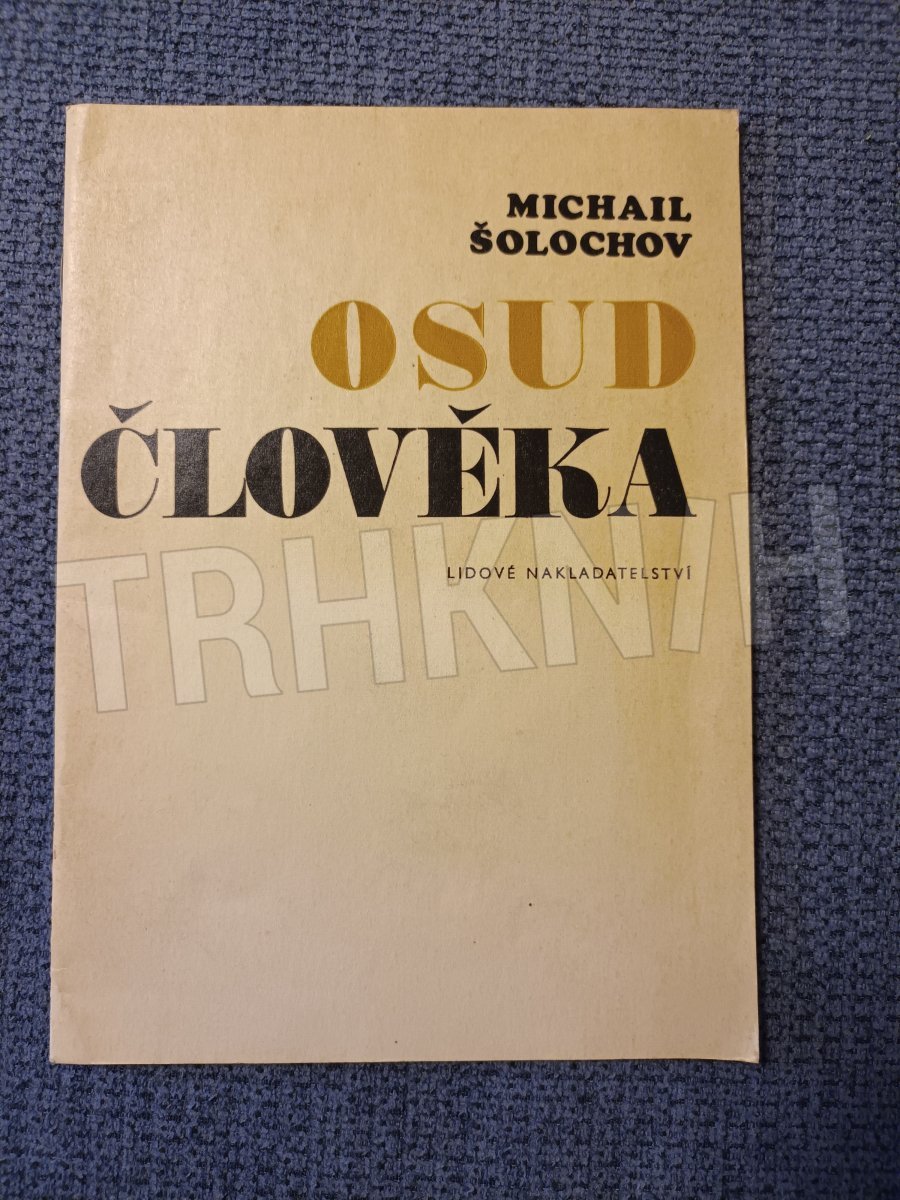 MICHAIL
ŠOLOCHOV
OSUD
ČLOVĚKA
LIDOVÉ NAKLADATELSTVÍ
TRHKNIH